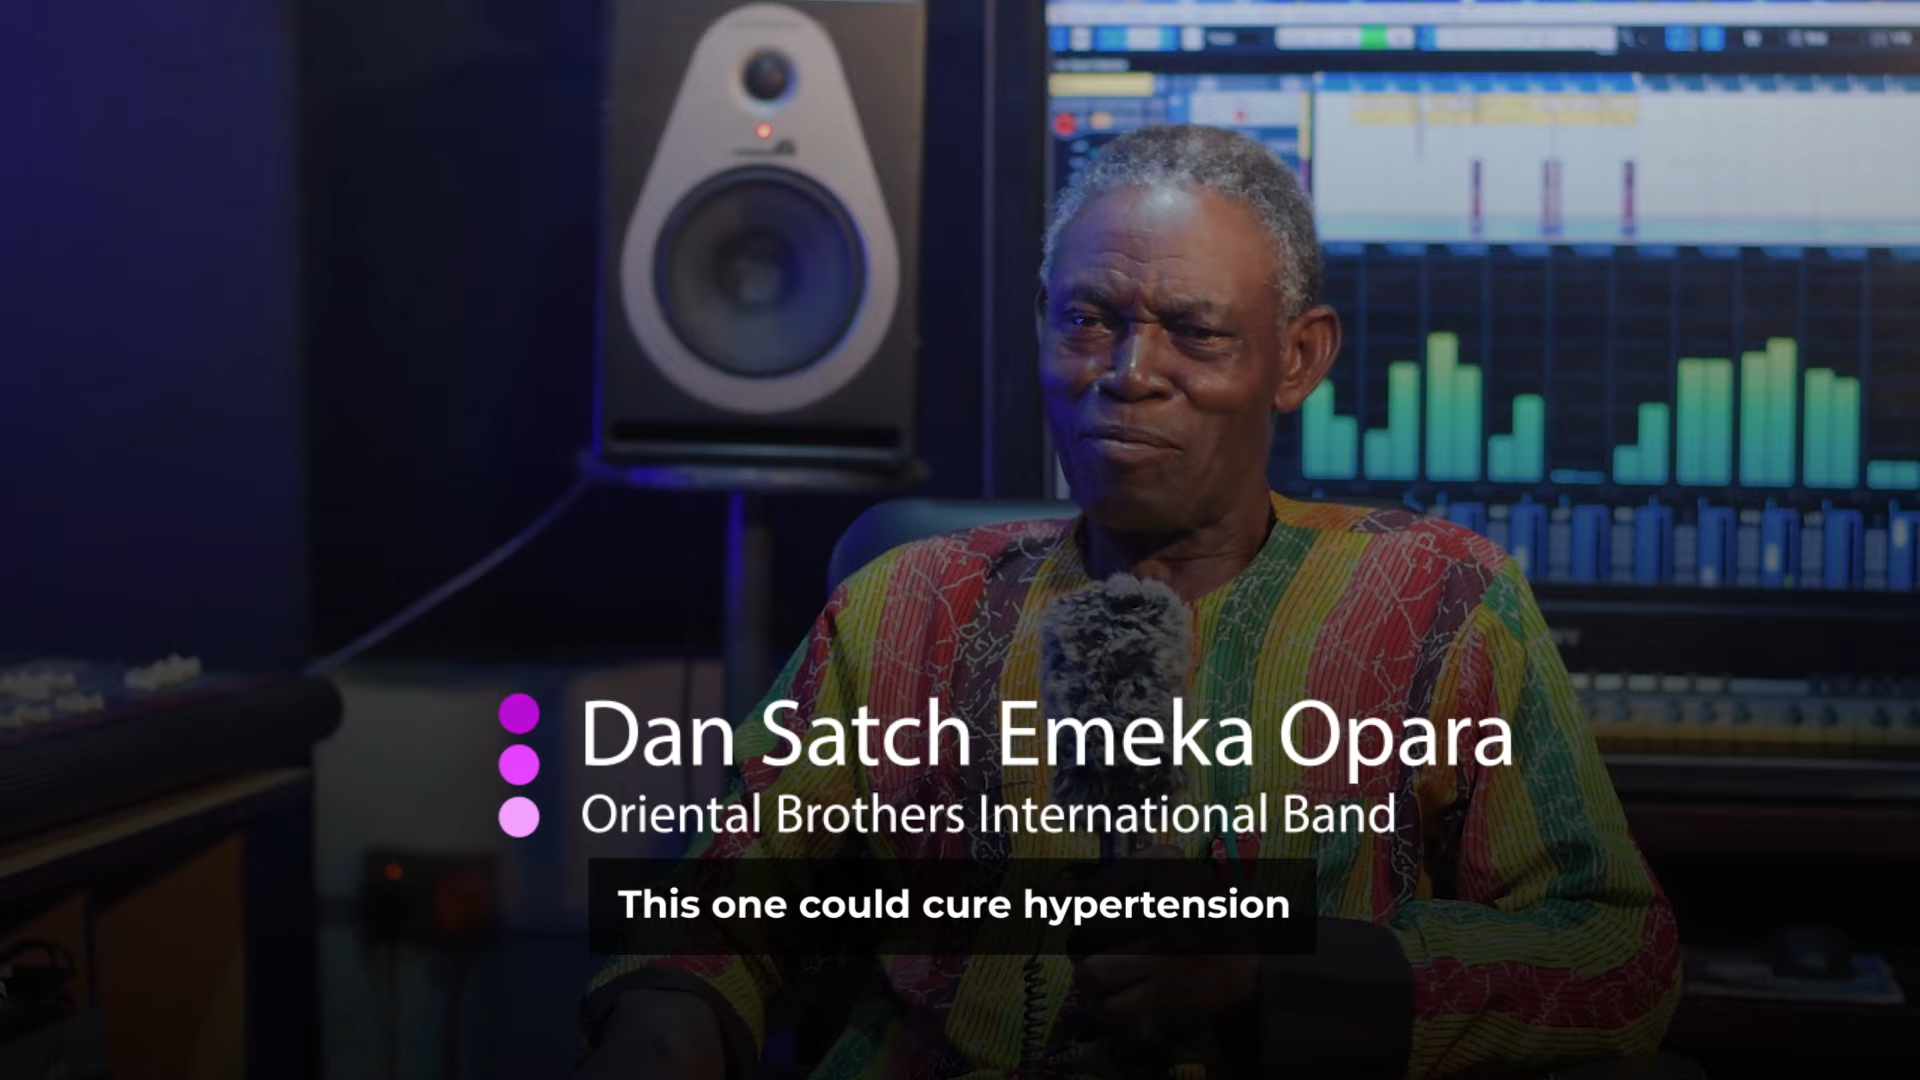 Dan Satch Emeka Opara
Oriental Brothers International Band
This one could cure hypertension